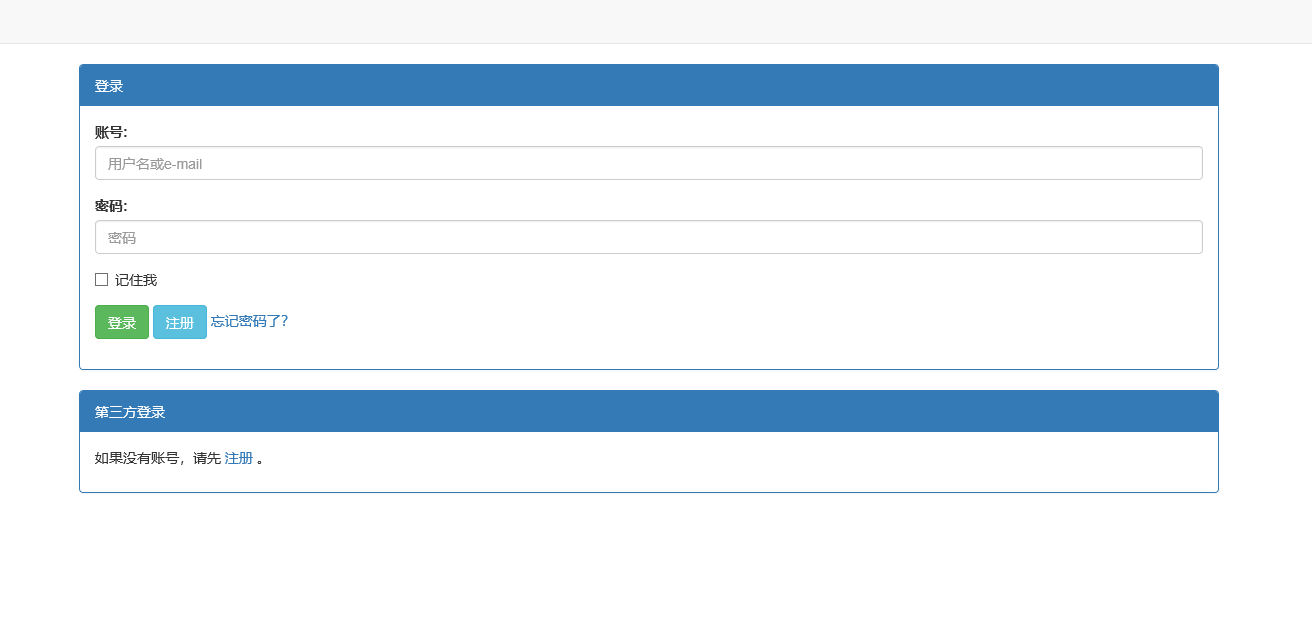 登录
账号:
用户名或e-mail
密码:
密码
记住我
登录 注册 忘记密码了?
第三方登录
如果没有账号，请先 注册 。